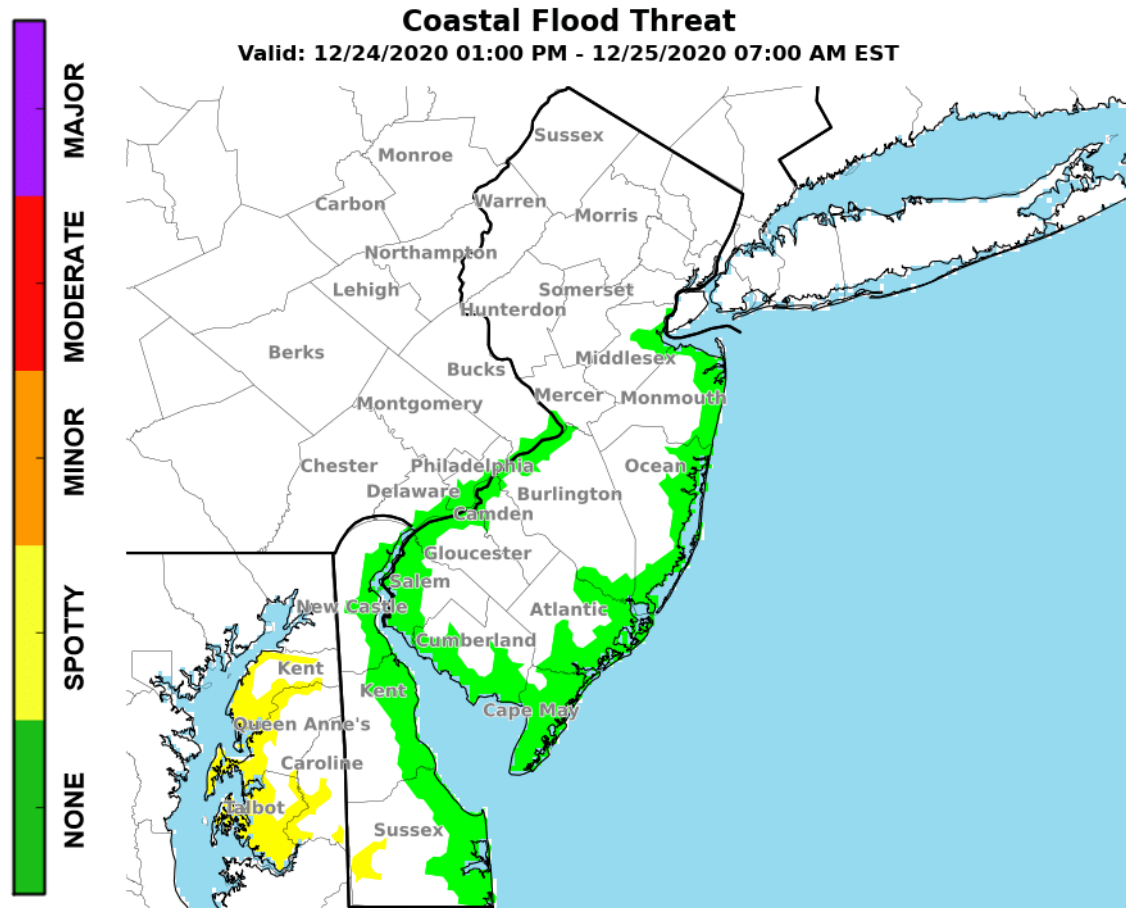 Coastal Flood Threat
Valid: 12/24/2020 01:00 PM - 12/25/2020 07:00 AM EST
MAJOR
MODERATE
MINOR
SPOTTY
NONE
Sussex
Monroe
Carbon
Warren
Morris
Northampton
Lehigh
Somerset
Hunterdon
Berks
Middlesex
Bucks
Mercer
Monmouth
Montgomery
Chester
Philadelphia
Ocean
Delaware
Burlington
Camden
Gloucester
Salem
New Castle
Atlantic
Cumberland
Kent
Kent
Cape May
Queen Anne's
Caroline
Talbot
Sussex